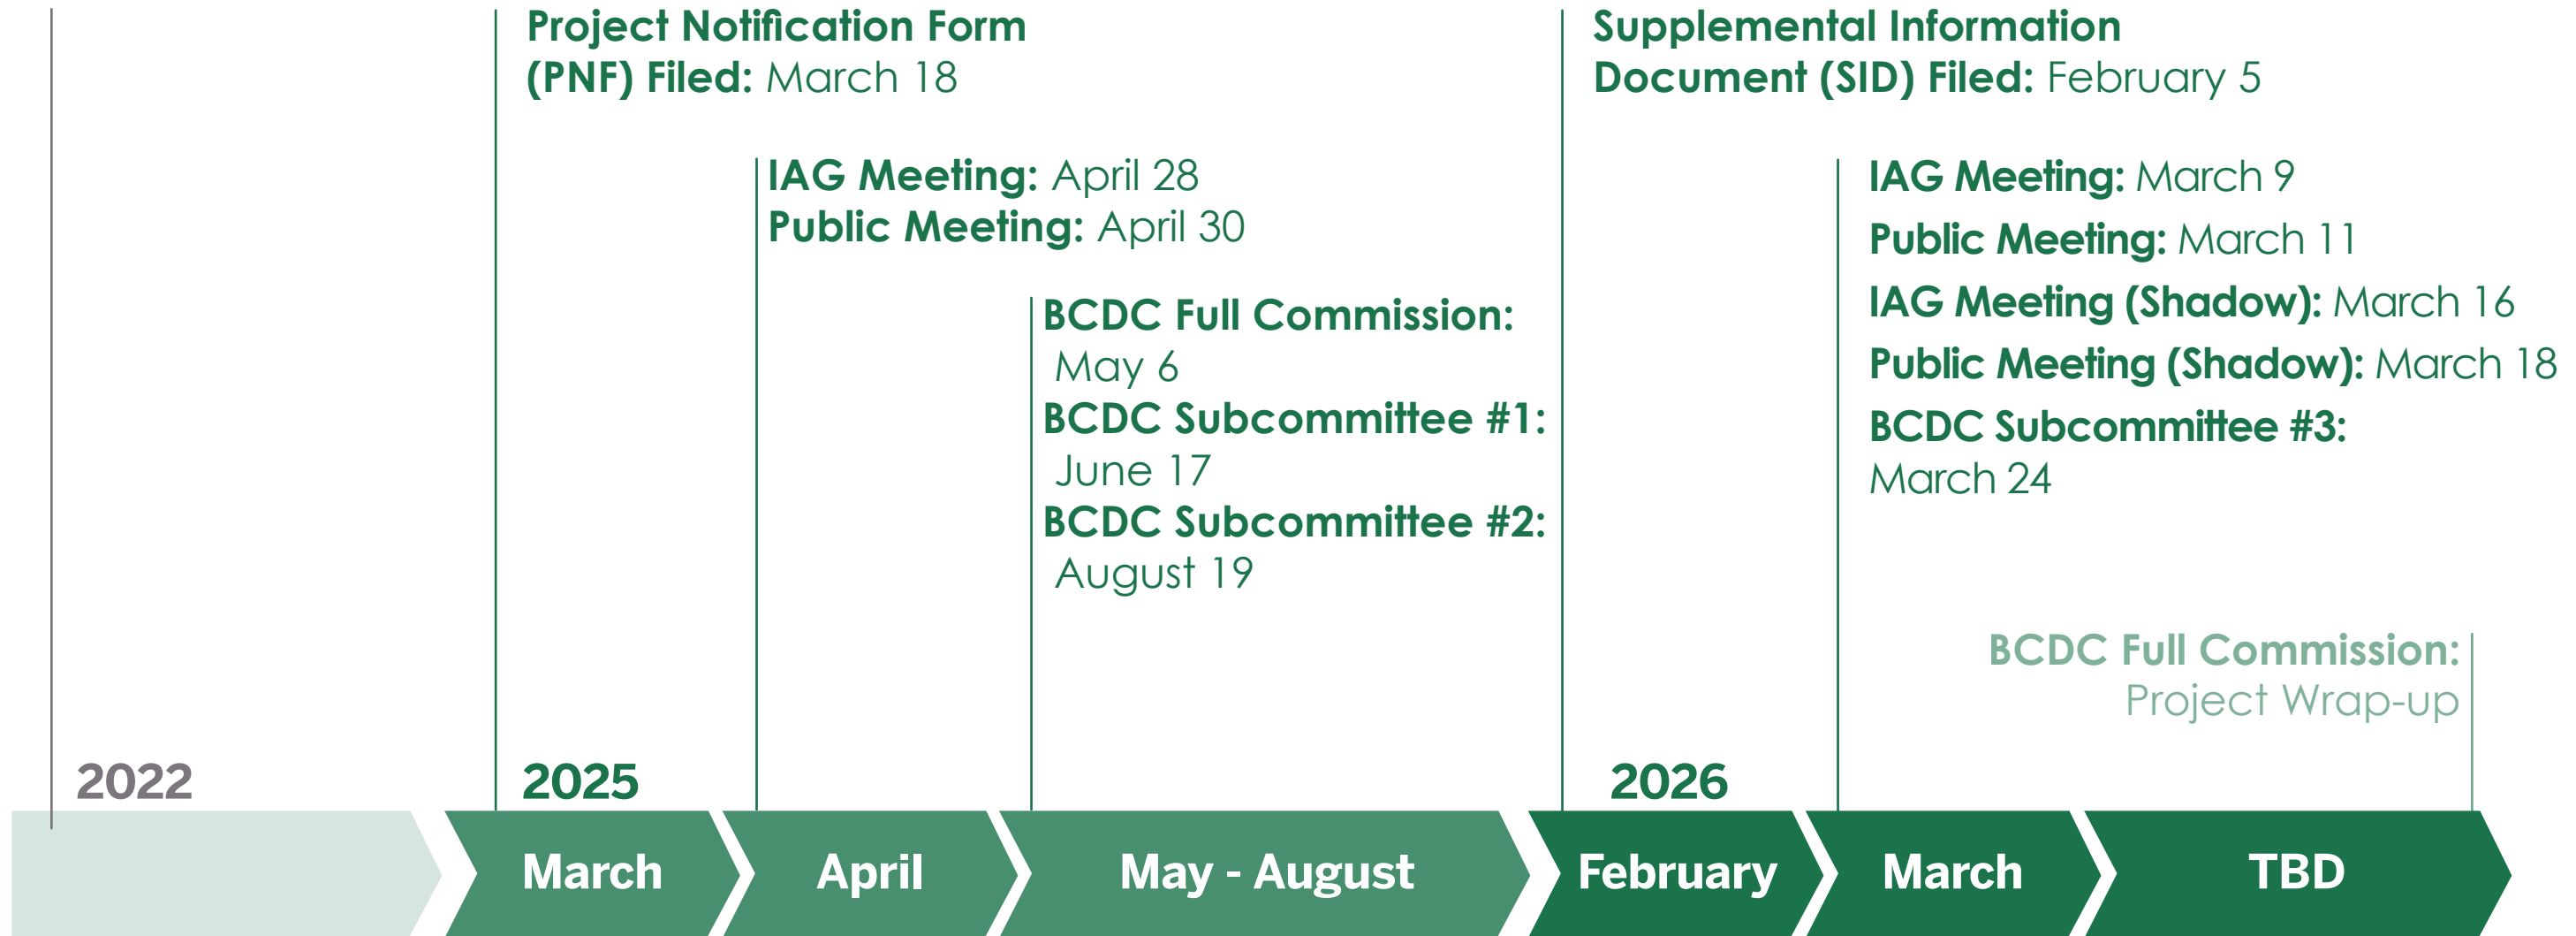 Project Notification Form
(PNF) Filed: March 18
IAG Meeting: April 28
Public Meeting: April 30
BCDC Full Commission:
May 6
BCDC Subcommittee #1:
June 17
BCDC Subcommittee #2:
August 19
Supplemental Information
Document (SID) Filed: February 5
IAG Meeting: March 9
Public Meeting: March 11
IAG Meeting (Shadow): March 16
Public Meeting (Shadow): March 18
BCDC Subcommittee #3:
March 24
BCDC Full Commission:
Project Wrap-up
2022
2025
2026
March
April
May - August
February
March
TBD